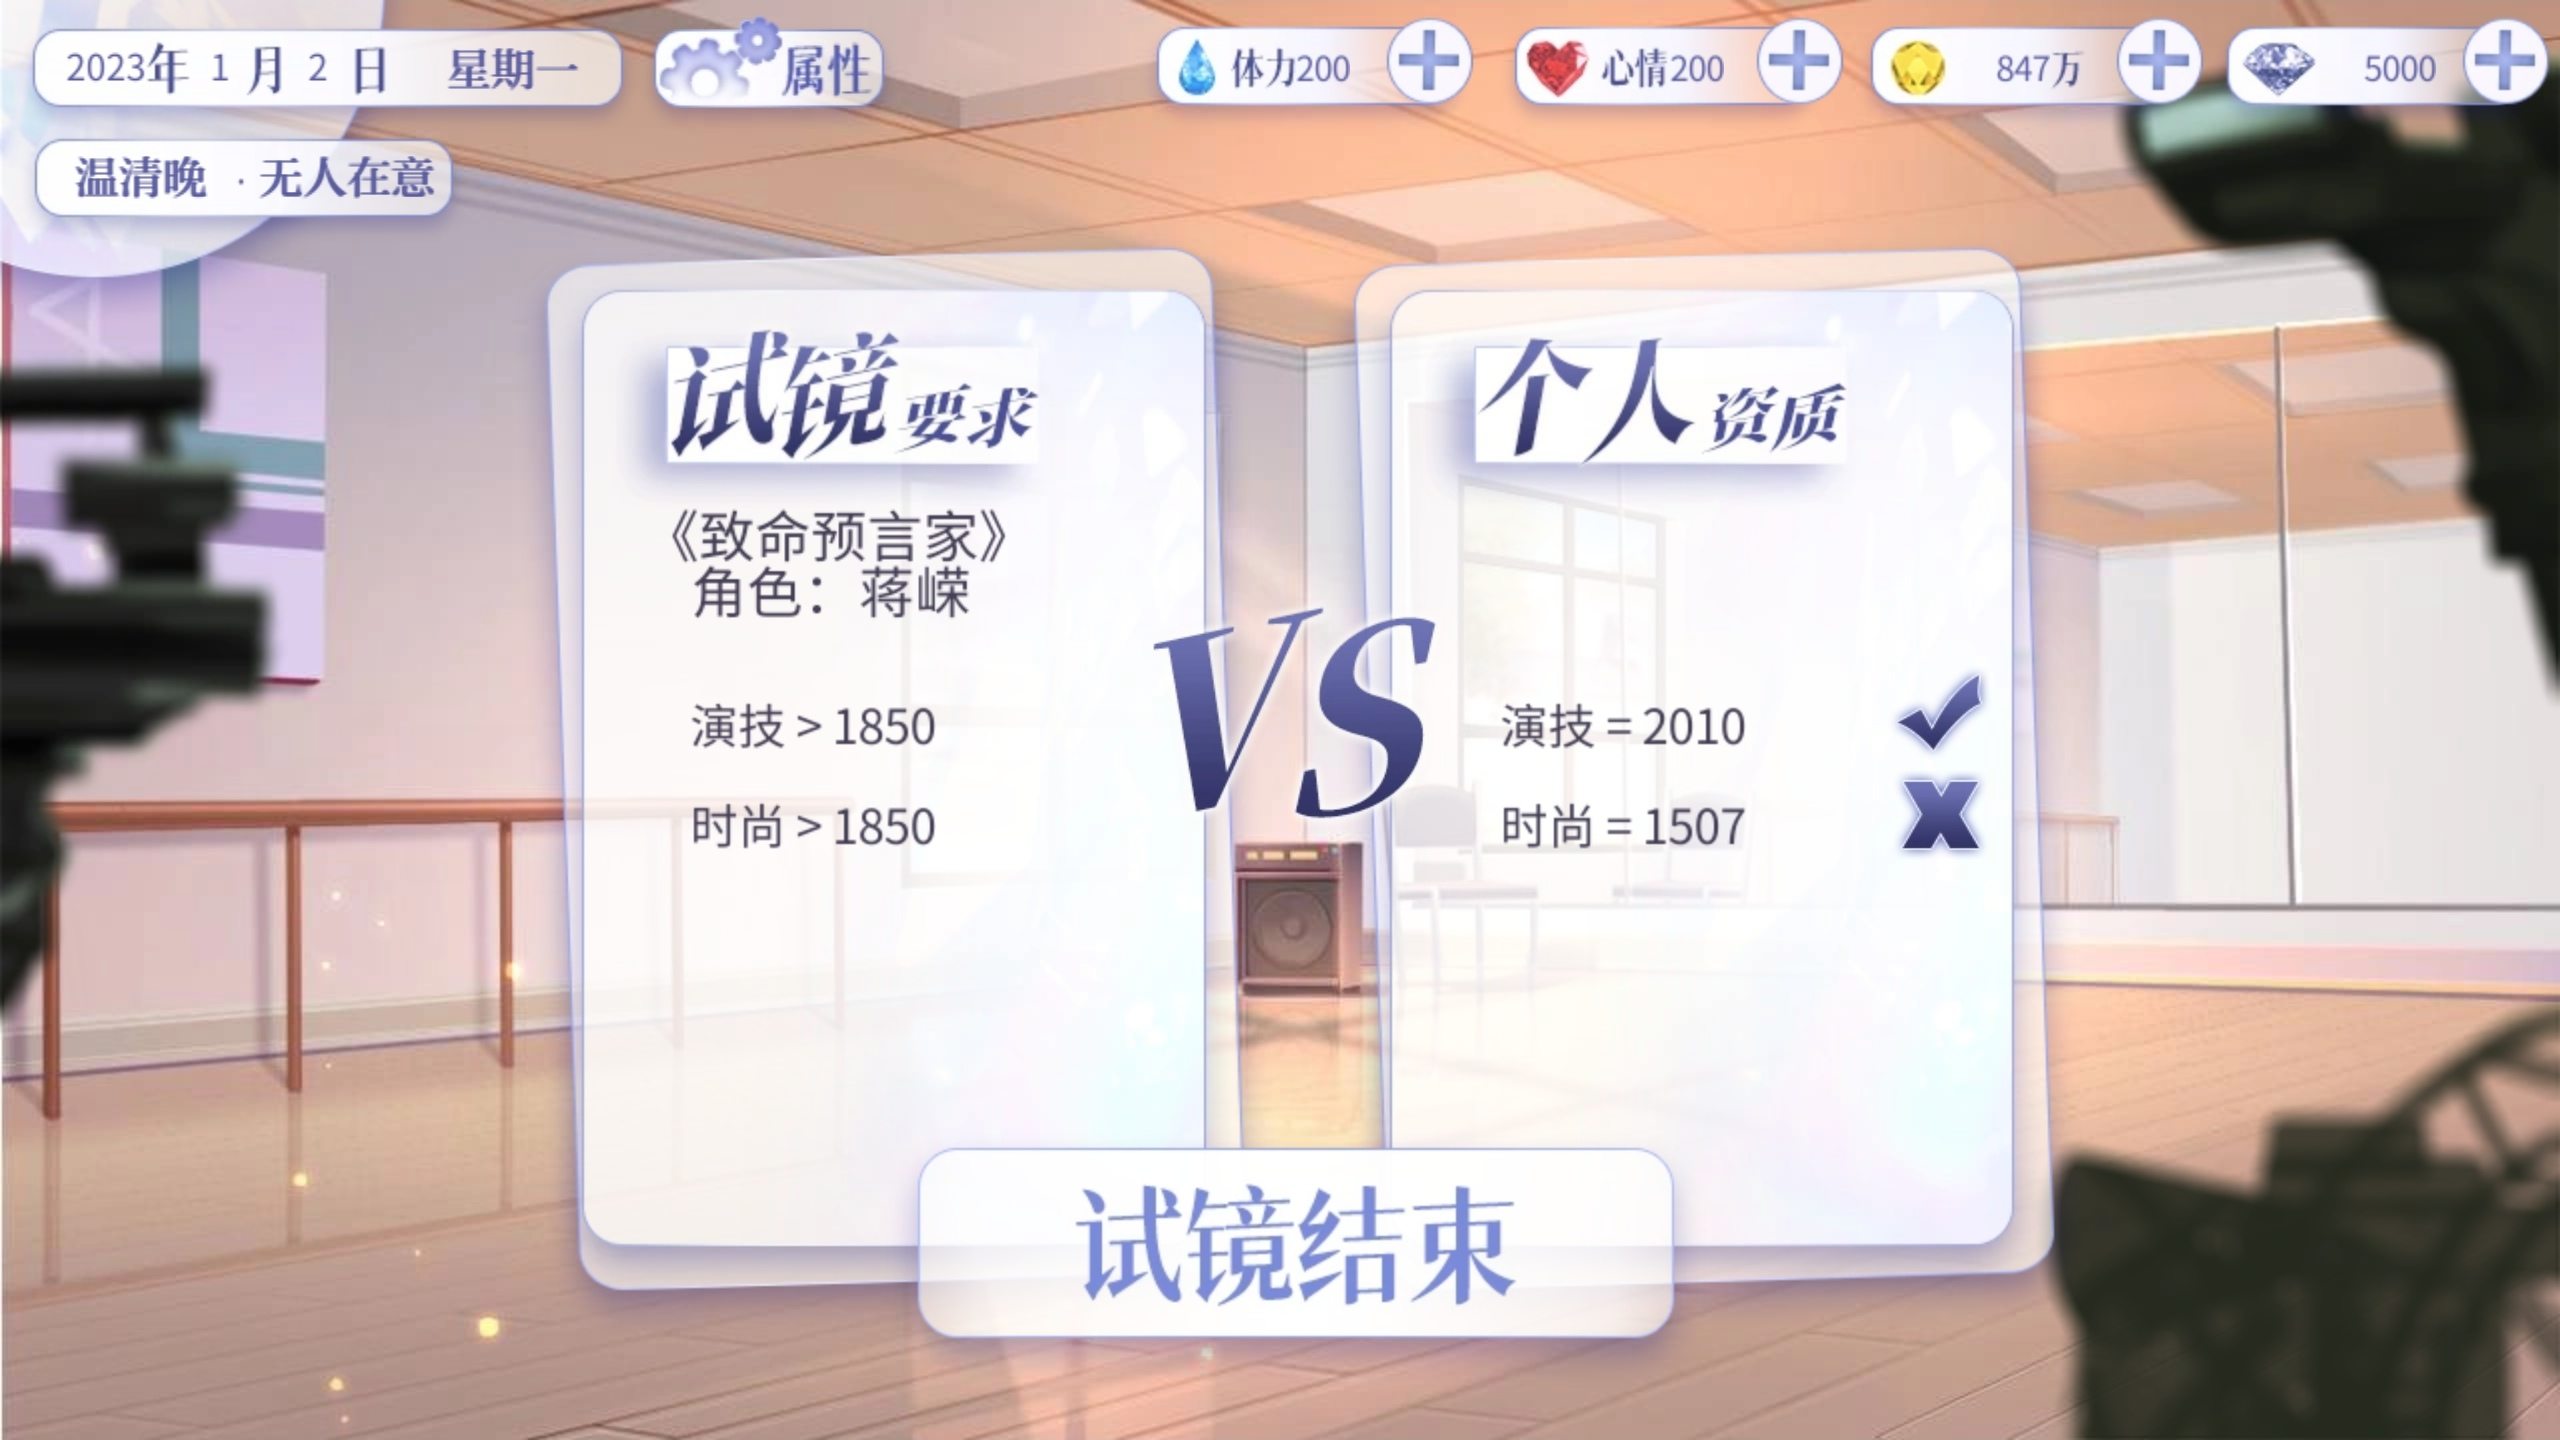 2023年 1 月 2 日 星期一
属性
体力200
心情200
847万
5000
温清晚 · 无人在意
试镜要求
《致命预言家》
角色：蒋嵘
演技 > 1850
时尚 > 1850
VS
个人资质
演技 = 2010
时尚 = 1507
试镜结束